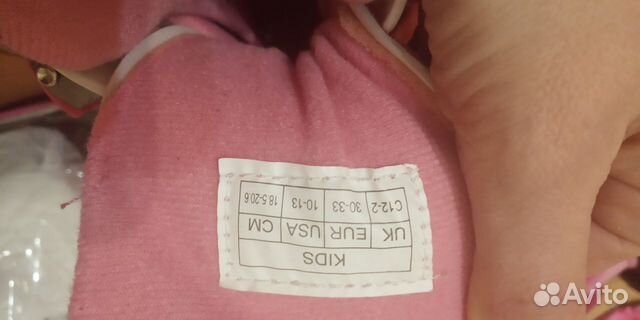 KIDS
UK EUR USA CM
C12-2 30-33 10-13 18.5-20.6
Avito